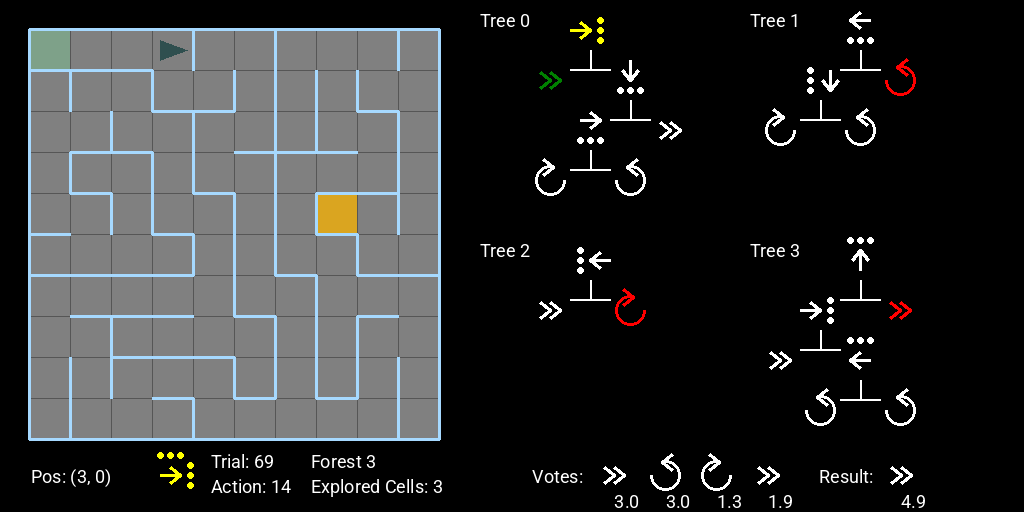 Tree 0
Tree 1
Tree 2
Tree 3
Pos: (3, 0)
Trial: 69
Forest 3
Action: 14
Explored Cells: 3
Votes:
3.0
3.0
1.3
1.9
Result:
4.9